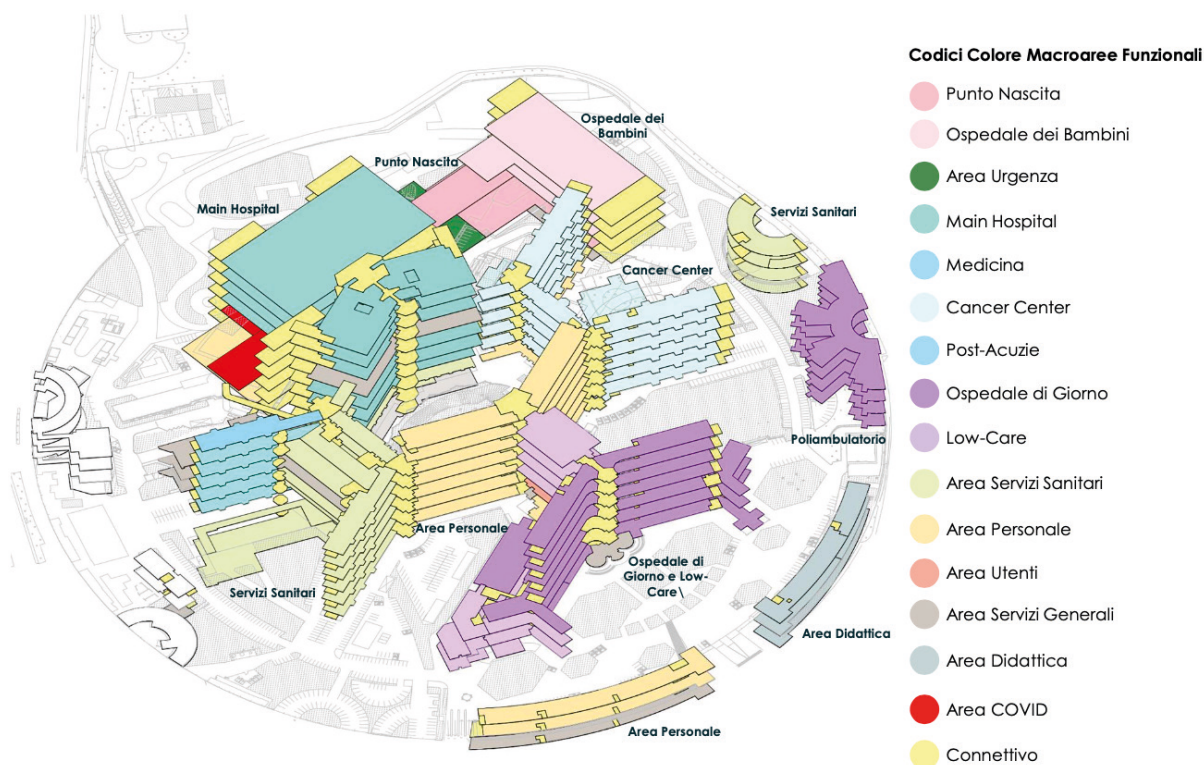 Codici Colore Macroaree Funzionali
Punto Nascita
Ospedale dei Bambini
Area Urgenza
Main Hospital
Medicina
Cancer Center
Post-Acuzie
Ospedale di Giorno
Low-Care
Area Servizi Sanitari
Area Personale
Area Utenti
Area Servizi Generali
Area Didattica
Area COVID
Connettivo
Ospedale dei
Bambini
Punto Nascita
Main Hospital
Servizi Sanitari
Cancer Center
Poliambulatorio
Area Personale
Ospedale di
Giorno e Low-
Care\
Servizi Sanitari
Area Didattica
Area Personale